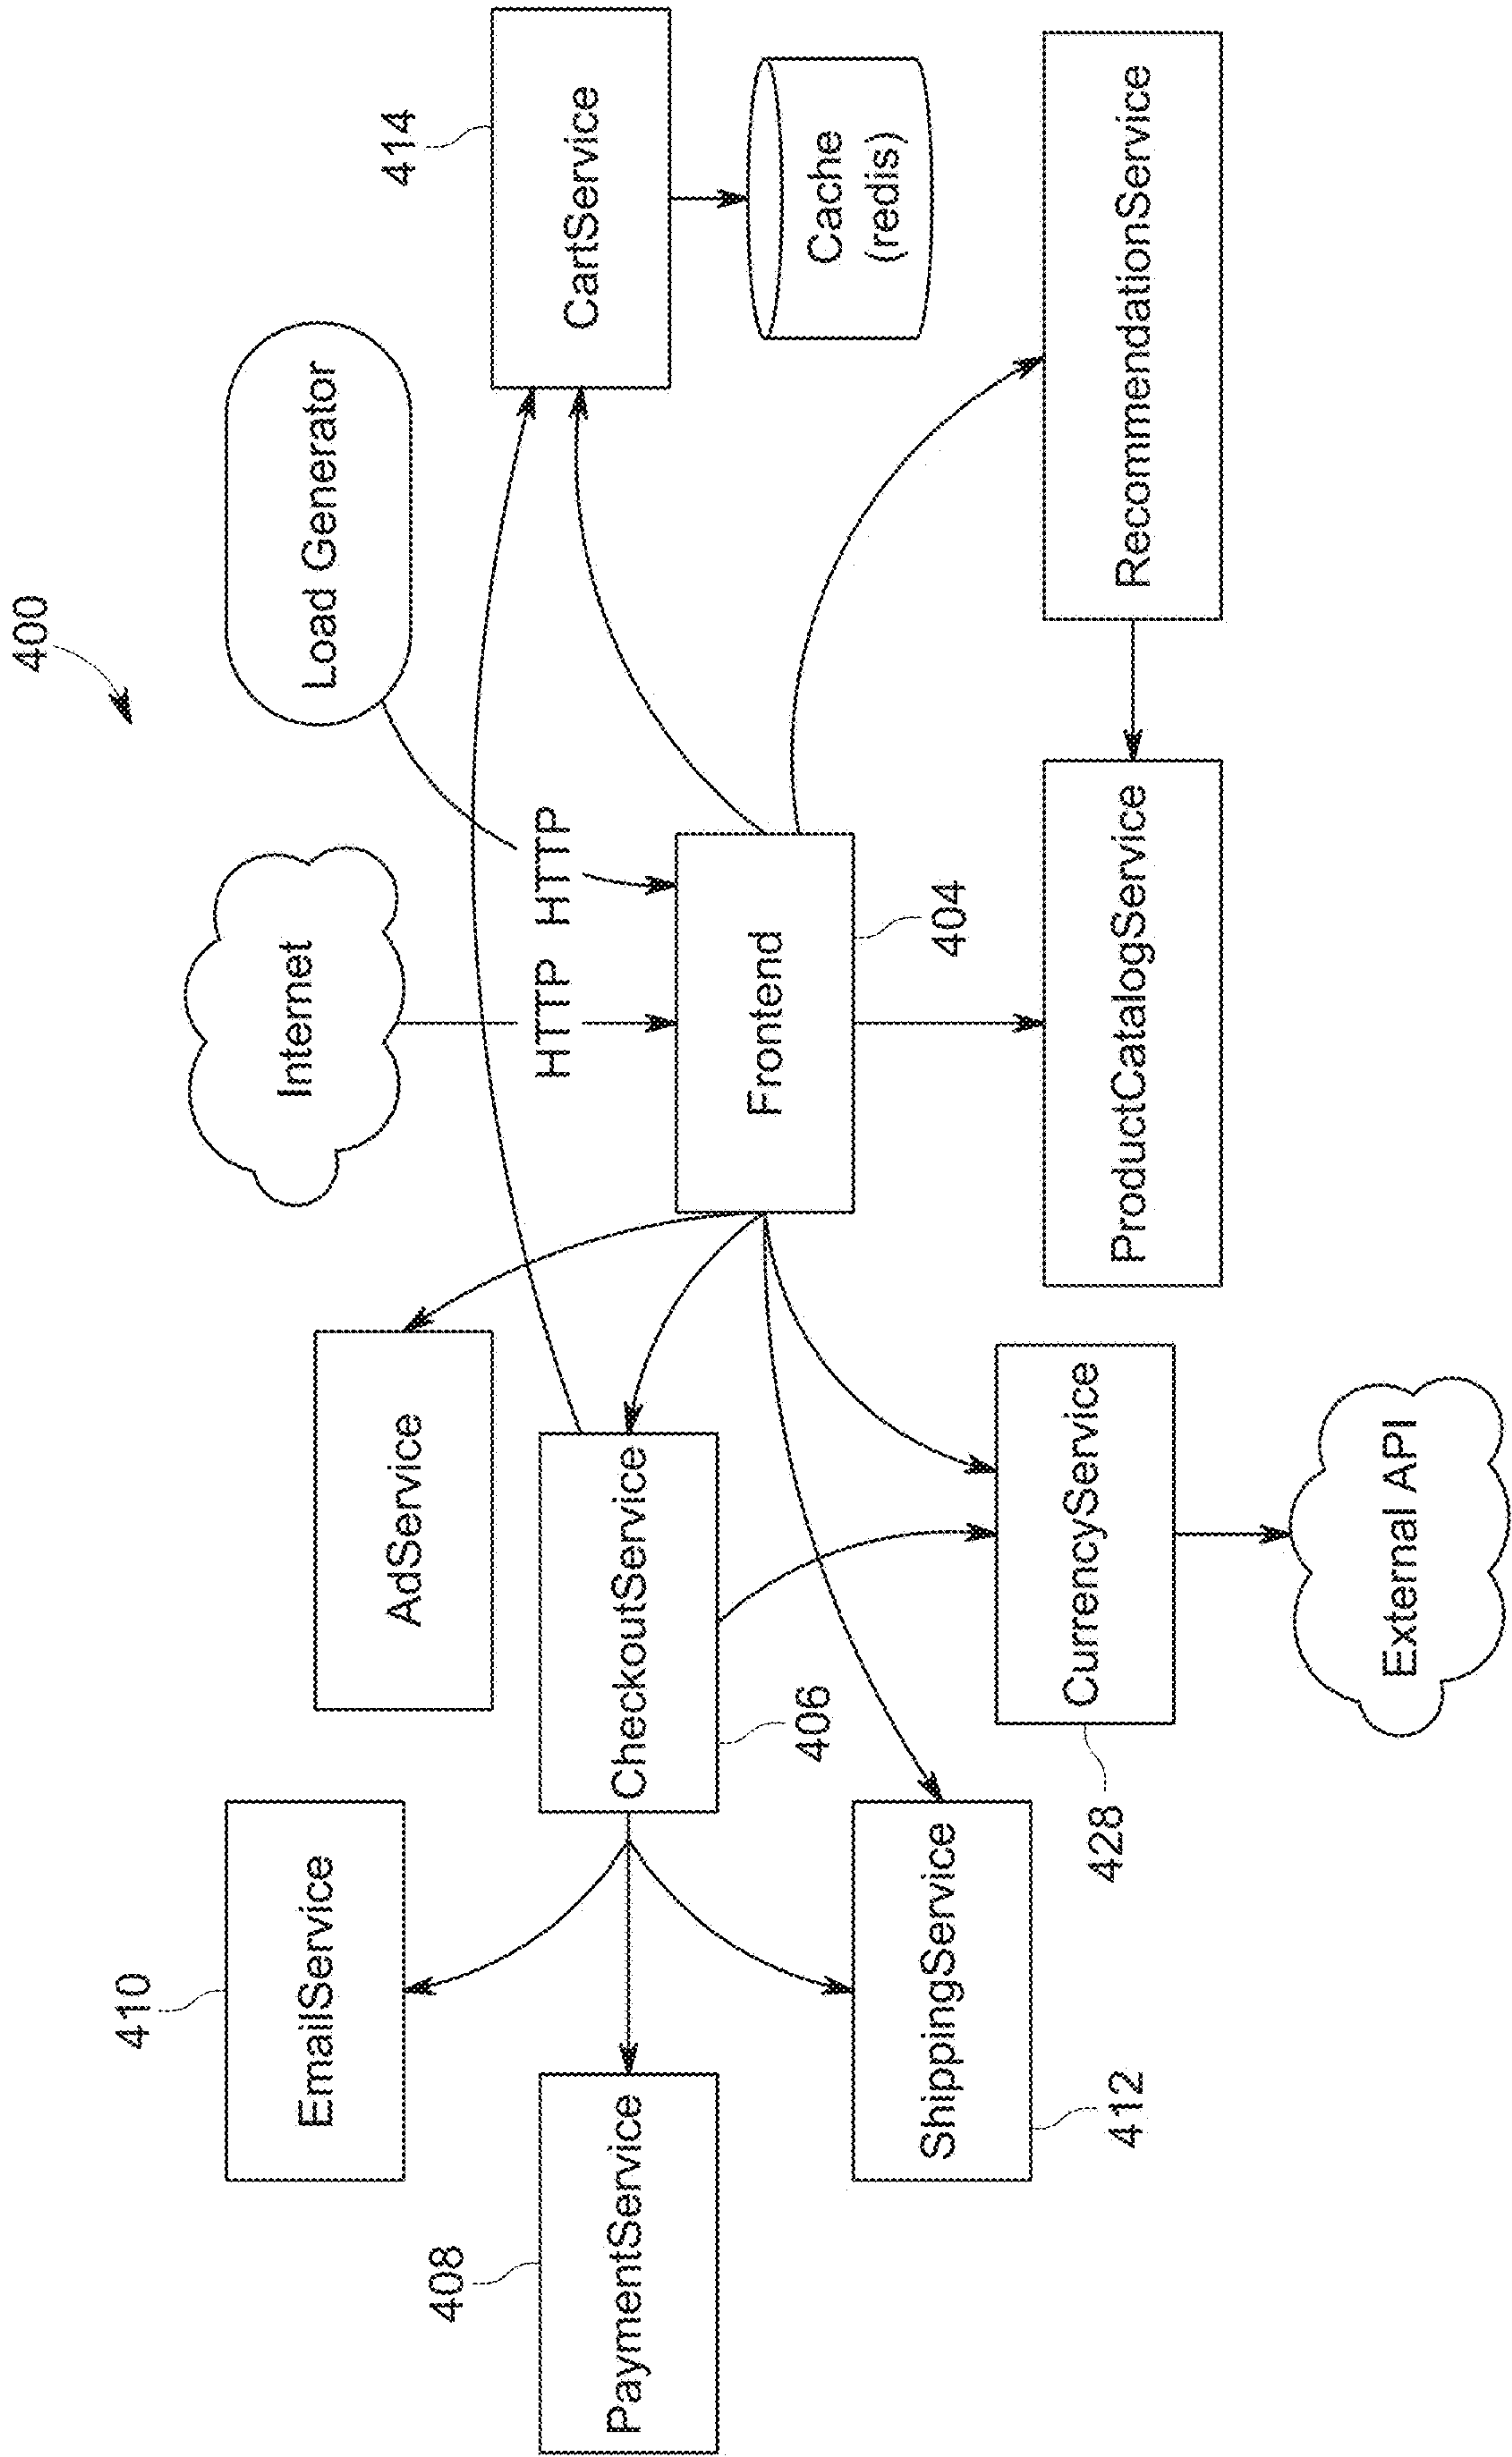 400
Internet
Load Generator
410
EmailService
AdService
414
CartService
HTTP
HTTP
408
PaymentService
CheckoutService
406
Frontend
404
Cache
(redis)
ShippingService
412
CurrencyService
428
ProductCatalogService
RecommendationService
External API